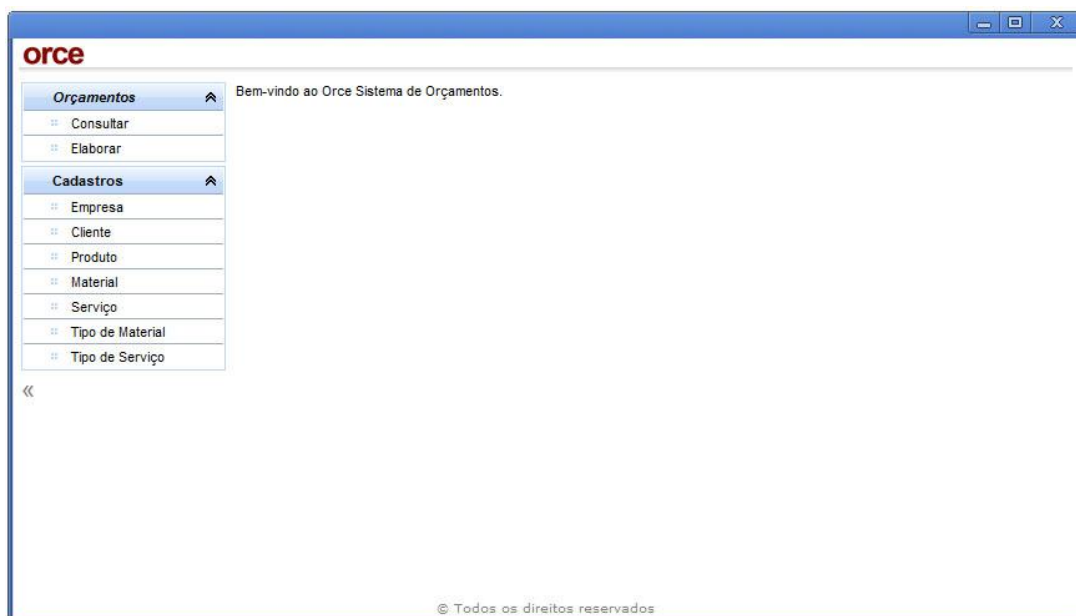 orce
Orçamentos
Consultar
Elaborar
Cadastros
Empresa
Cliente
Produto
Material
Serviço
Tipo de Material
Tipo de Serviço
«
Bem-vindo ao Orce Sistema de Orçamentos.
© Todos os direitos reservados